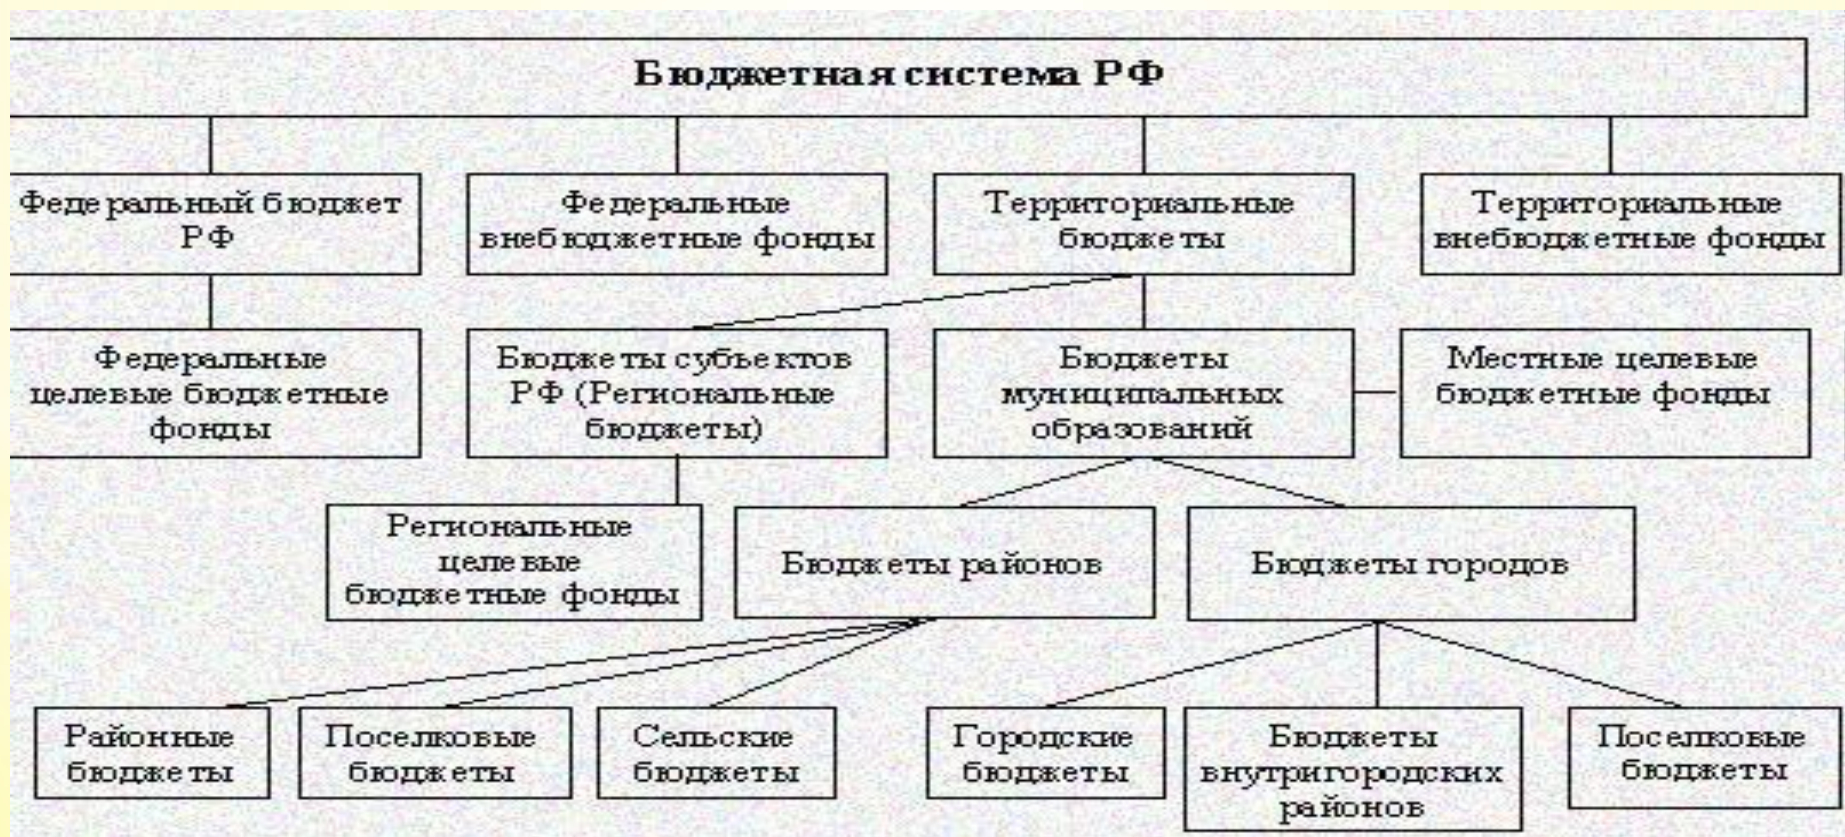 Бюджетная система РФ
Федеральный бюджет
РФ
Федеральные
внебюджетные фонды
Территориальные
бюджеты
Территориальные
внебюджетные фонды
Федеральные
целевые бюджетные
фонды
Бюджеты субьектов
РФ (Региональные
бюджеты)
Бюджеты
муниципальных
образований
Местные целевые
бюджетные фонды
Региональные
целевые
бюджетные фонды
Бюджеты районов
Бюджеты городов
Районные
бюджеты
Поселковые
бюджеты
Сельские
бюджеты
Городские
бюджеты
Бюджеты
внутригородских
районов
Поселковые
бюджеты